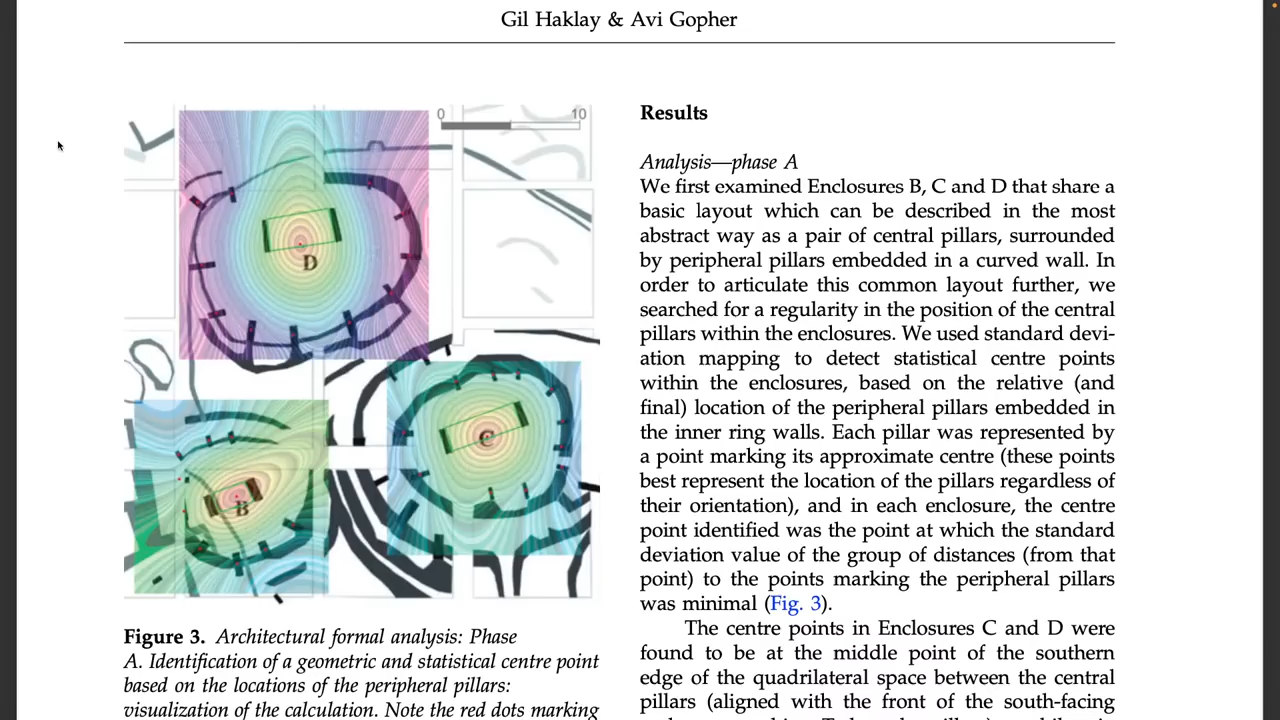 Gil Haklay & Avi Gopher
0 10
D
C
B
Figure 3. Architectural formal analysis: Phase
A. Identification of a geometric and statistical centre point
based on the locations of the peripheral pillars:
visualization of the calculation. Note the red dots marking
Results
Analysis—phase A
We first examined Enclosures B, C and D that share a
basic layout which can be described in the most
abstract way as a pair of central pillars, surrounded
by peripheral pillars embedded in a curved wall. In
order to articulate this common layout further, we
searched for a regularity in the position of the central
pillars within the enclosures. We used standard devi-
ation mapping to detect statistical centre points
within the enclosures, based on the relative (and
final) location of the peripheral pillars embedded in
the inner ring walls. Each pillar was represented by
a point marking its approximate centre (these points
best represent the location of the pillars regardless of
their orientation), and in each enclosure, the centre
point identified was the point at which the standard
deviation value of the group of distances (from that
point) to the points marking the peripheral pillars
was minimal (Fig. 3).
The centre points in Enclosures C and D were
found to be at the middle point of the southern
edge of the quadrilateral space between the central
pillars (aligned with the front of the south-facing